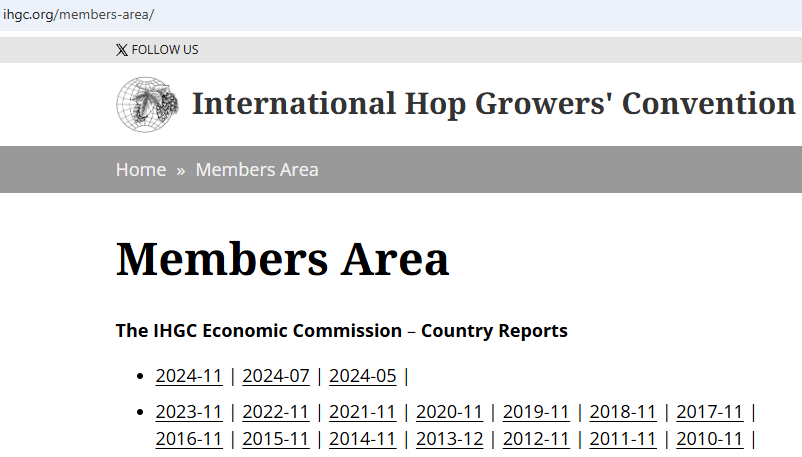 ihgc.org/members-area/
X FOLLOW US
International Hop Growers' Convention
Home » Members Area
Members Area
The IHGC Economic Commission – Country Reports
• 2024-11 | 2024-07 | 2024-05 |
• 2023-11 | 2022-11 | 2021-11 | 2020-11 | 2019-11 | 2018-11 | 2017-11 |
2016-11 | 2015-11 | 2014-11 | 2013-12 | 2012-11 | 2011-11 | 2010-11 |